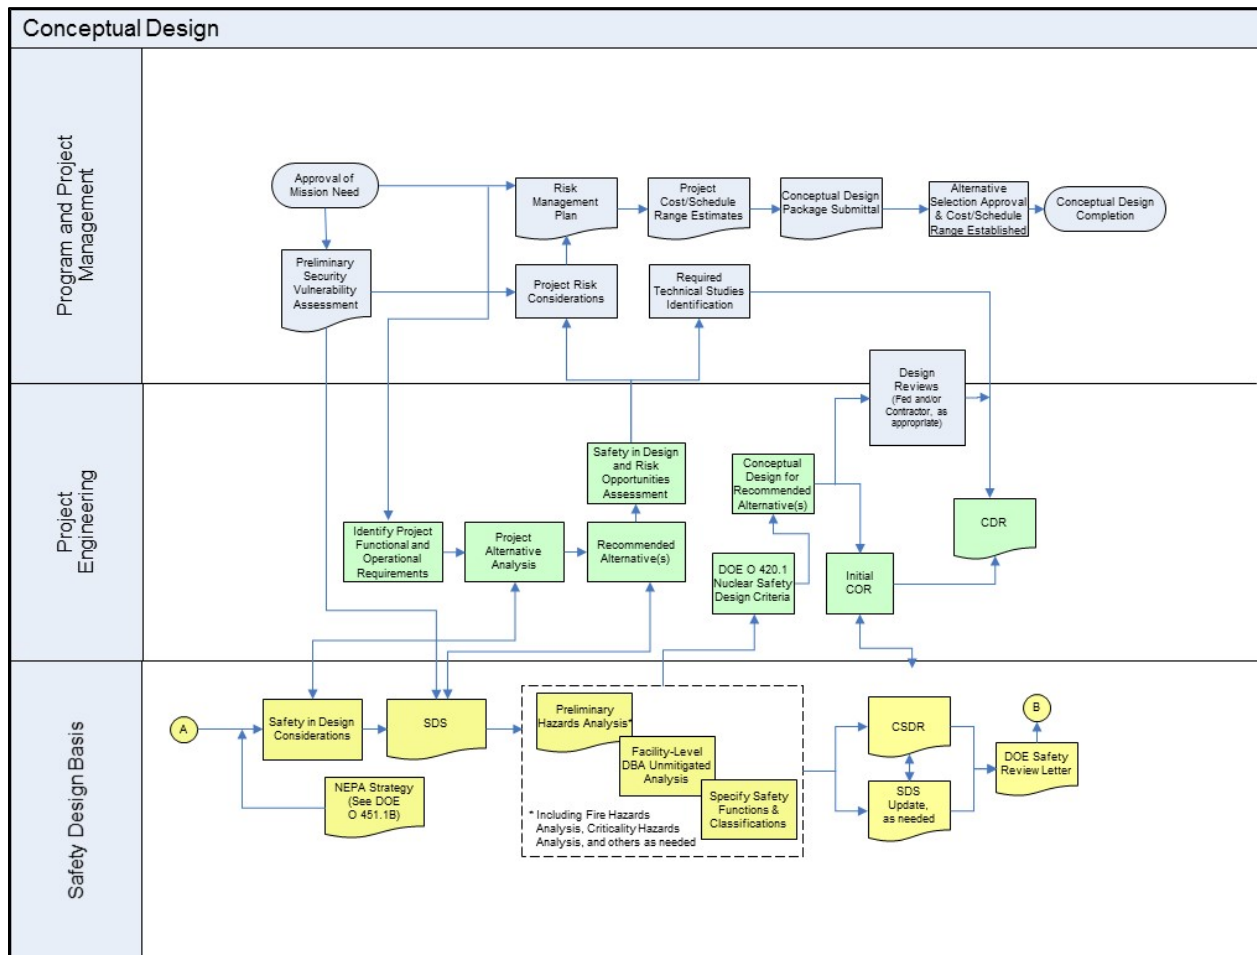 Conceptual Design
Program and Project
Management
Approval of
Mission Need
Risk
Management
Plan
Project
Cost/Schedule
Range Estimates
Conceptual Design
Package Submittal
Alternative
Selection Approval
& Cost/Schedule
Range Established
Conceptual Design
Completion
Preliminary
Security
Vulnerability
Assessment
Project Risk
Considerations
Required
Technical Studies
Identification
Project
Engineering
Design
Reviews
(Fed and/or
Contractor, as
appropriate)
Safety in Design
and Risk
Opportunities
Assessment
Conceptual
Design for
Recommended
Alternative(s)
CDR
Identify Project
Functional and
Operational
Requirements
Project
Alternative
Analysis
Recommended
Alternative(s)
DOE O 420.1
Nuclear Safety
Design Criteria
Initial
COR
Safety Design Basis
A
Safety in Design
Considerations
SDS
NEPA Strategy
(See DOE
O 451.1B)
Preliminary
Hazards Analysis*
Facility-Level
DBA Unmitigated
Analysis
Specify Safety
Functions &
Classifications
* Including Fire Hazards
Analysis, Criticality Hazards
Analysis, and others as needed
CSDR
SDS
Update,
as needed
B
DOE Safety
Review Letter